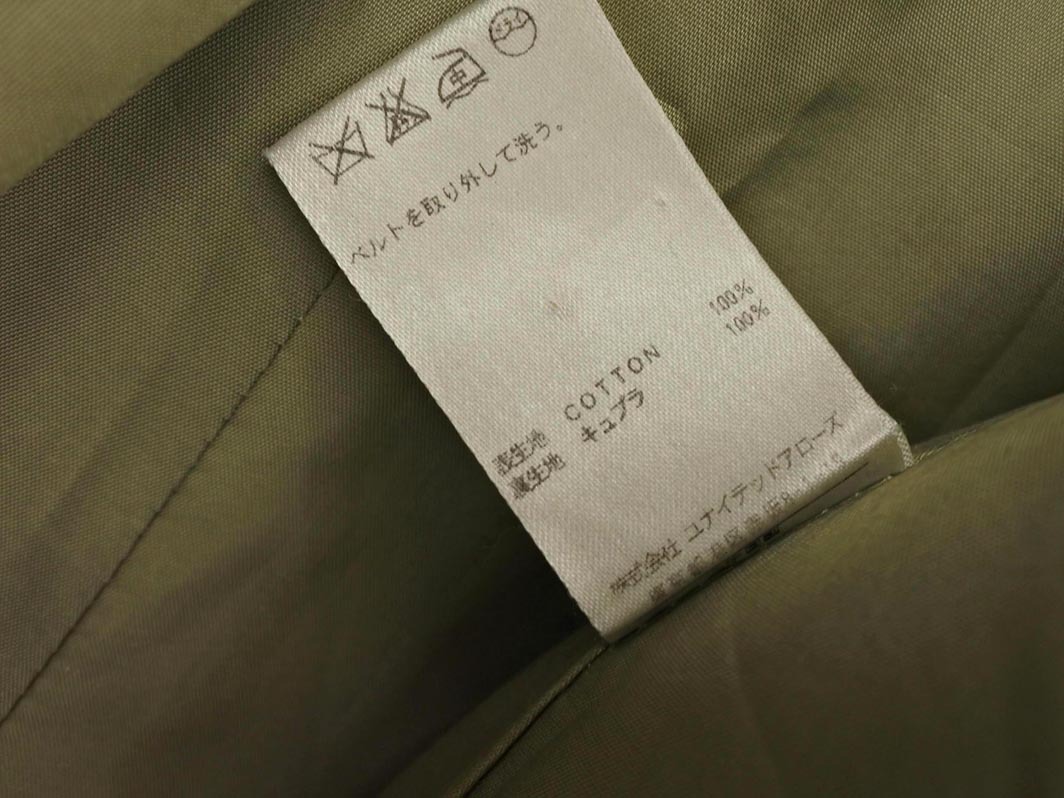 ドライ
中
ベルトを取り外して洗う。
表生地 COTTON 100%
裏生地 キュプラ 100%
株式会社 ユナイテッドアローズ